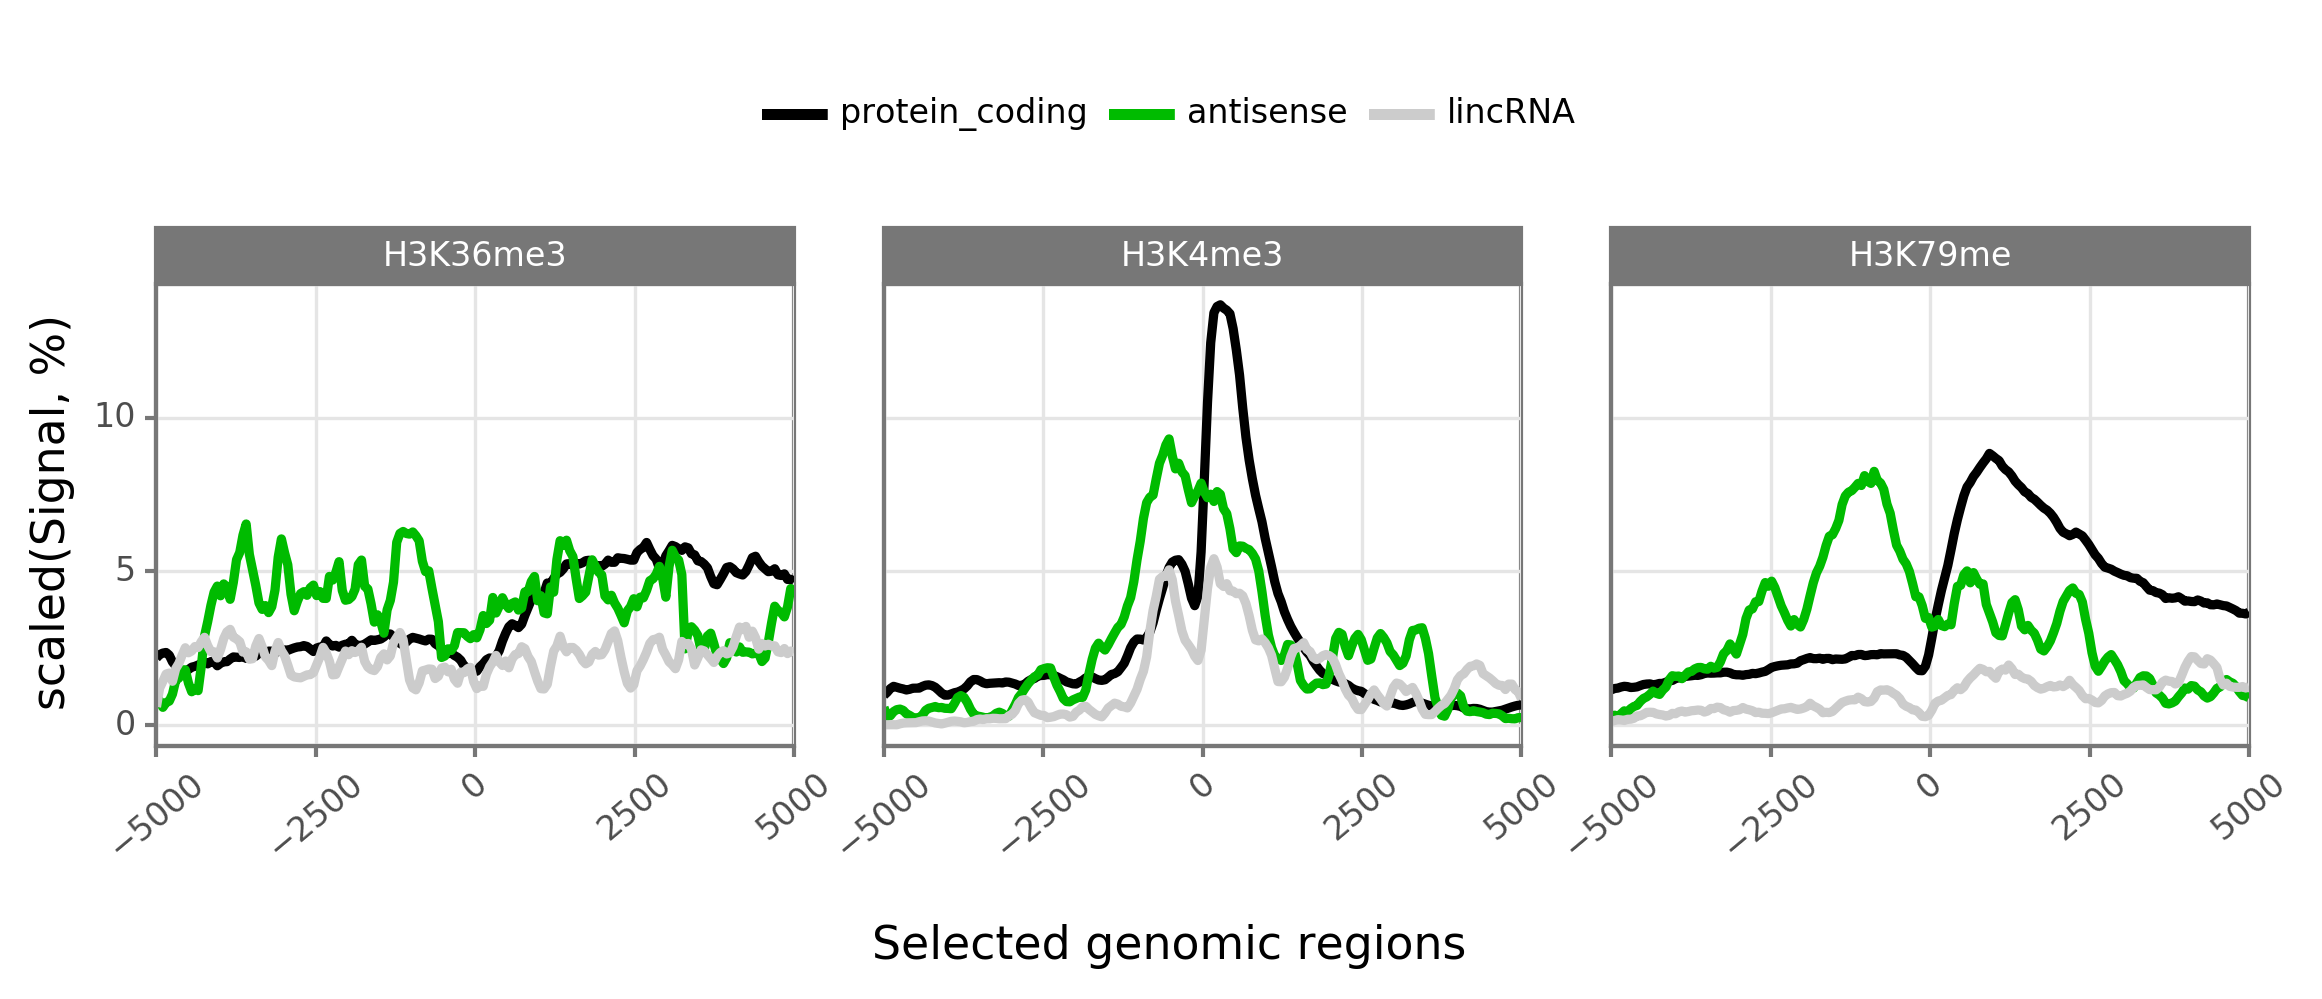 protein_coding antisense lincRNA
H3K36me3 H3K4me3 H3K79me
scaled(Signal, %)
10
5
0
−5000 −2500 0 2500 5000 −5000 −2500 0 2500 5000 −5000 −2500 0 2500 5000
Selected genomic regions